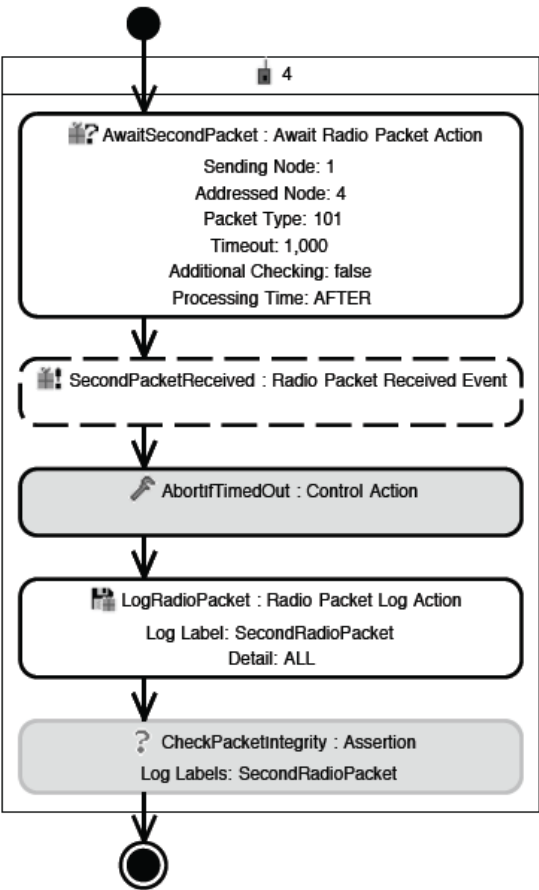 4
AwaitSecondPacket : Await Radio Packet Action
Sending Node: 1
Addressed Node: 4
Packet Type: 101
Timeout: 1,000
Additional Checking: false
Processing Time: AFTER
SecondPacketReceived : Radio Packet Received Event
AbortIfTimedOut : Control Action
LogRadioPacket : Radio Packet Log Action
Log Label: SecondRadioPacket
Detail: ALL
CheckPacketIntegrity : Assertion
Log Labels: SecondRadioPacket